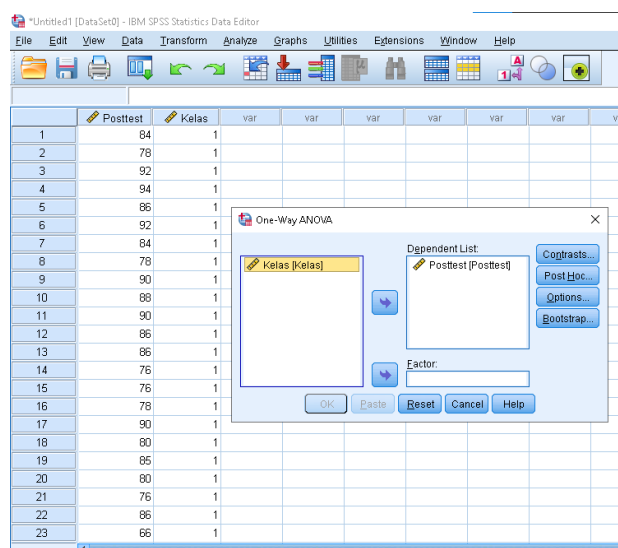 *Untitled1 [DataSet0] - IBM SPSS Statistics Data Editor
File Edit View Data Transform Analyze Graphs Utilities Extensions Window Help
Posttest Kelas var var var var var var
1 84 1
2 78 1
3 92 1
4 94 1
5 86 1
6 92 1
7 84 1
8 78 1
9 90 1
10 88 1
11 90 1
12 86 1
13 86 1
14 76 1
15 76 1
16 78 1
17 90 1
18 80 1
19 85 1
20 80 1
21 76 1
22 86 1
23 66 1
One-Way ANOVA
Kelas [Kelas]
Dependent List:
Posttest [Posttest]
Contrasts...
Post Hoc...
Options...
Bootstrap...
Factor:
OK Paste Reset Cancel Help